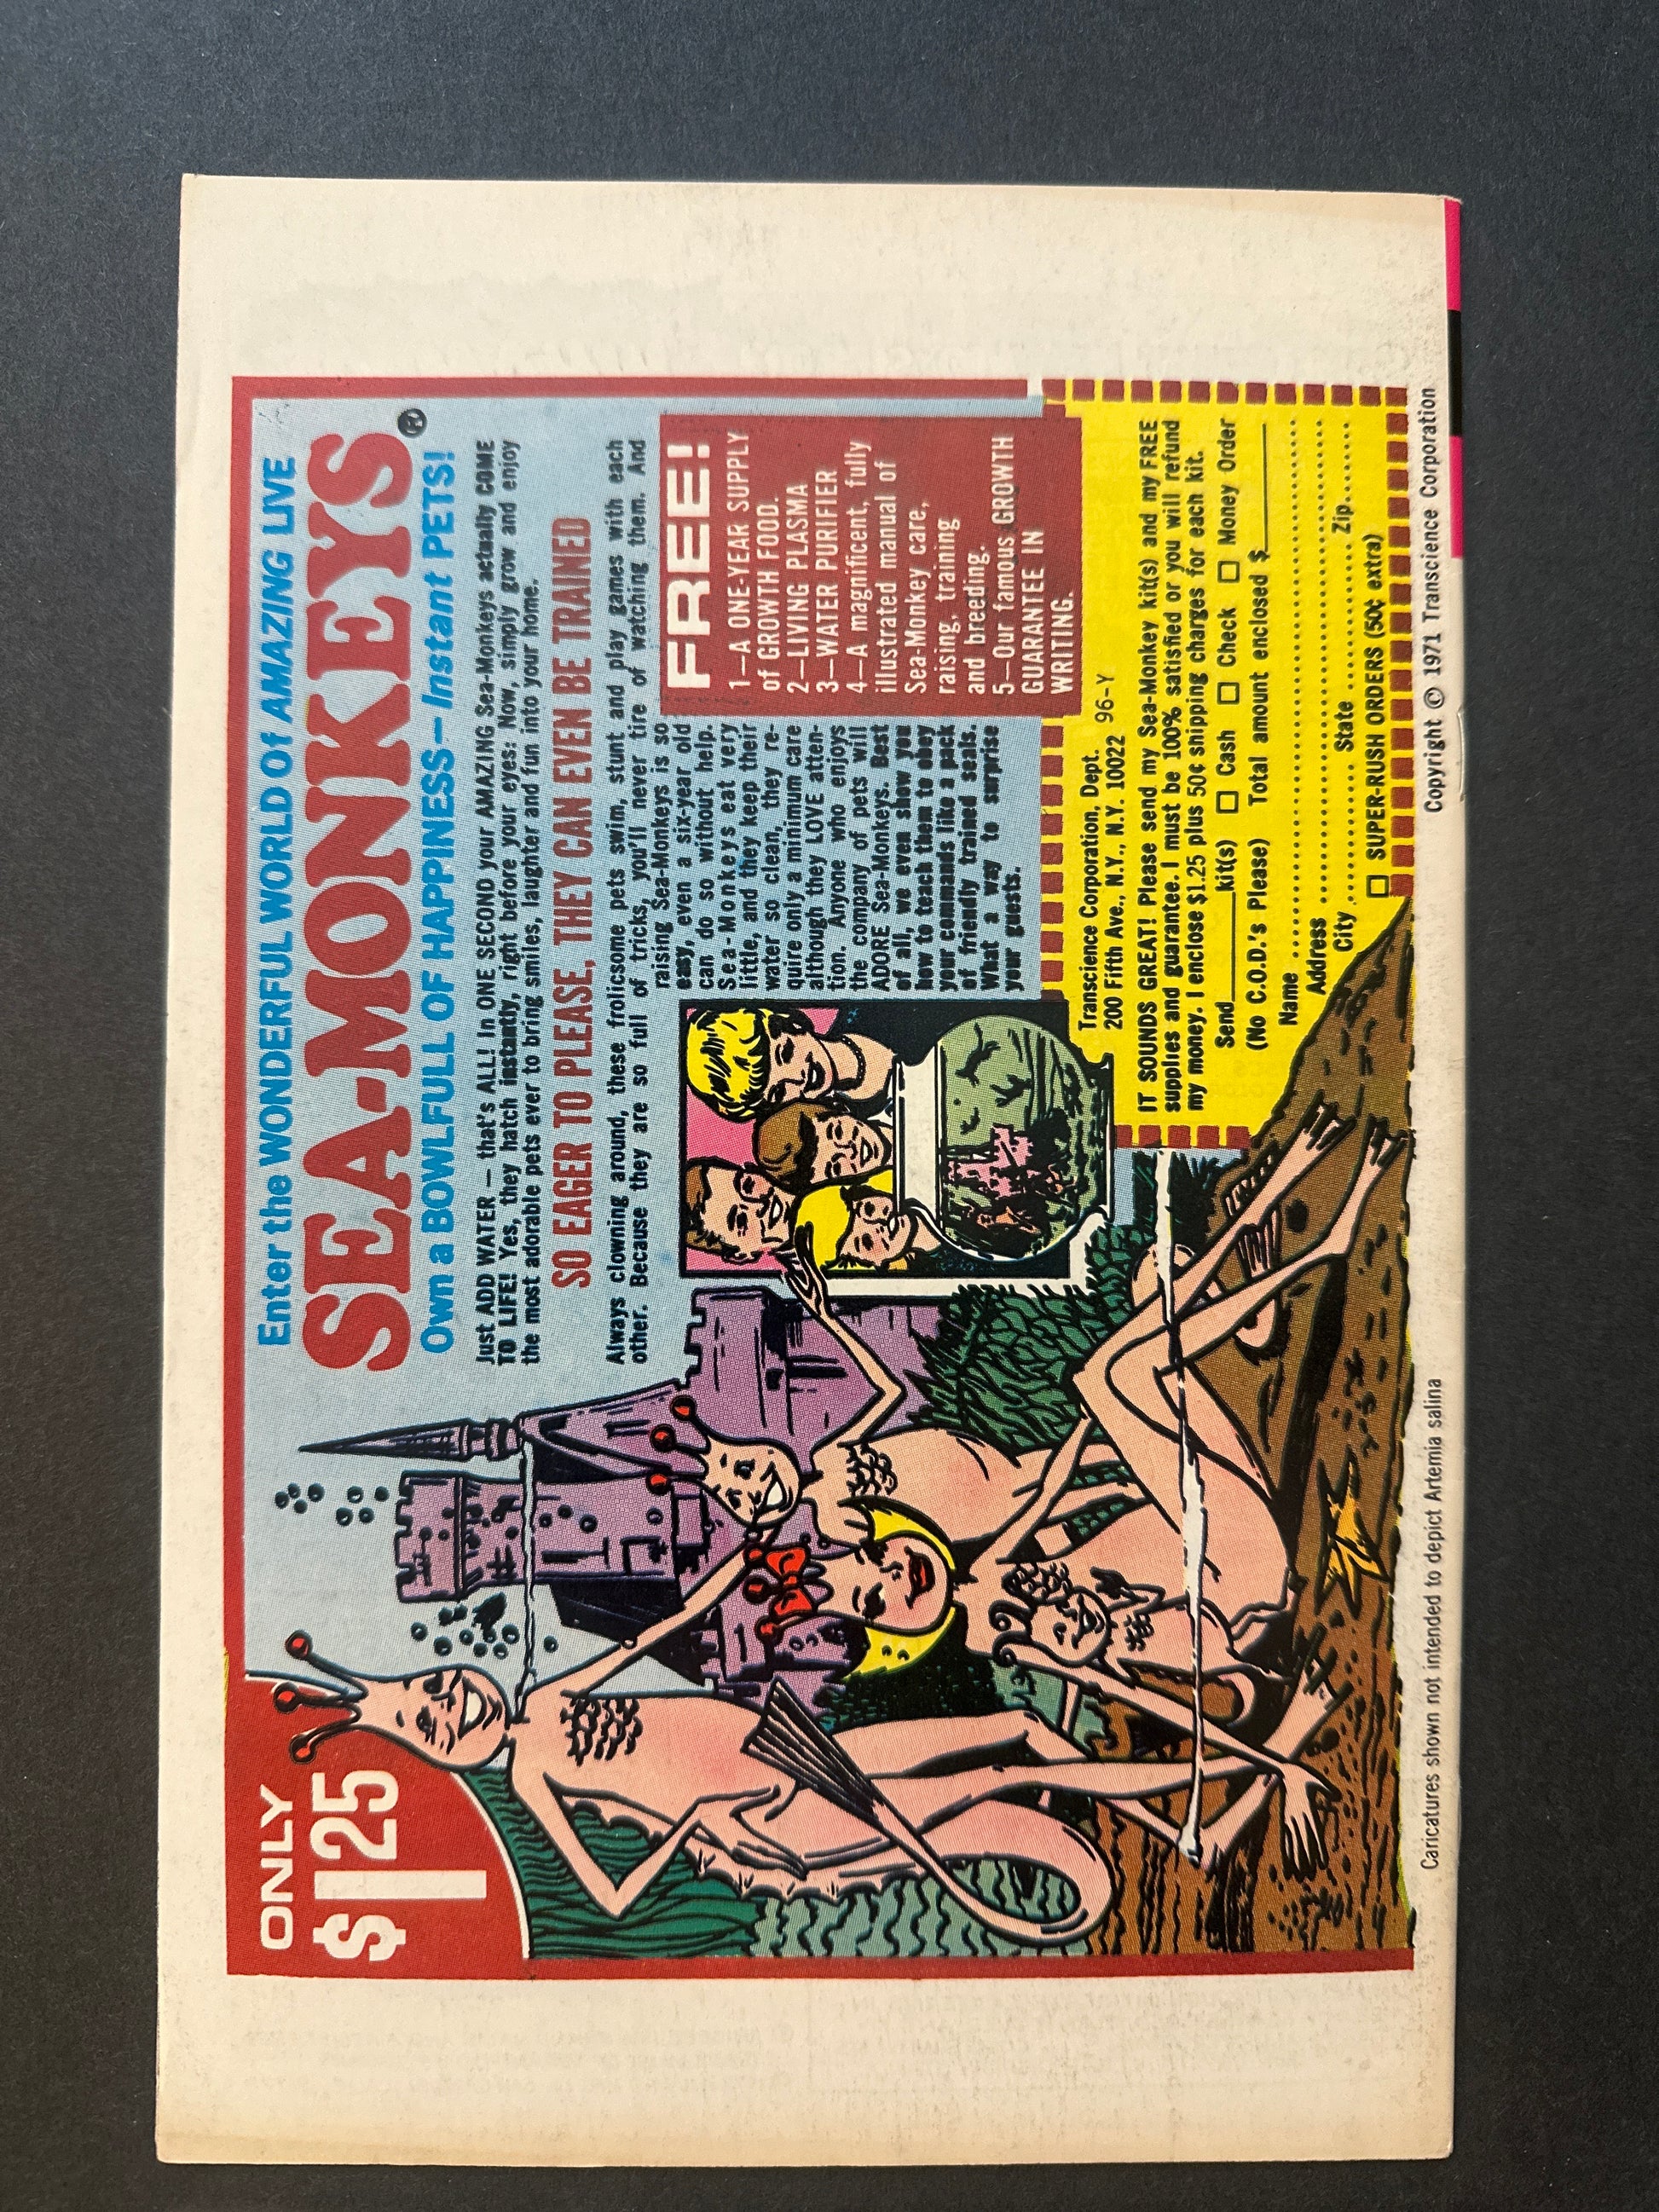 ONLY
$1.25
Enter the WONDERFUL WORLD Of AMAZING LIVE
SEA-MONKEYS®
Own a BOWLFULL OF HAPPINESS—Instant PETS!
Just ADD WATER — that's ALL! In ONE SECOND your AMAZING Sea-Monkeys actually COME
TO LIFE! Yes, they hatch instantly, right before your eyes: Now, simply grow and enjoy
the most adorable pets ever to bring smiles, laughter and fun into your home.
SO EAGER TO PLEASE, THEY CAN EVEN BE TRAINED
Always clowning around, these frolicsome pets swim, stunt and play games with each
other. Because they are so full of tricks, you'll never tire of watching them. And
raising Sea-Monkeys is so
easy, even a six-year old
can do so without help.
Sea-Monkeys eat very
little, and they keep their
water so clean, they re-
quire only a minimum care
although they LOVE atten-
tion. Anyone who enjoys
the company of pets will
ADORE Sea-Monkeys. Best
of all, we even show you
how to teach them to obey
your commands like a pack
of friendly trained seals.
What a way to surprise
your guests.
FREE!
1—A ONE-YEAR SUPPLY
of GROWTH FOOD.
2—LIVING PLASMA
3—WATER PURIFIER
4—A magnificent, fully
illustrated manual of
Sea-Monkey care,
raising, training
and breeding.
5—Our famous GROWTH
GUARANTEE IN
WRITING.
Transcience Corporation, Dept.
200 Fifth Ave., N.Y., N.Y. 10022 96-Y
IT SOUNDS GREAT! Please send my Sea-Monkey kit(s) and my FREE
supplies and guarantee. I must be 100% satisfied or you will refund
my money. I enclose $1.25 plus 50¢ shipping charges for each kit.
Send_____kit(s) □ Cash □ Check □ Money Order
(No C.O.D.'s Please) Total amount enclosed $________
Name ........................................
Address ........................................
City .................... State .................... Zip........
□ SUPER-RUSH ORDERS (50¢ extra)
Caricatures shown not intended to depict Artemia salina
Copyright © 1971 Transcience Corporation